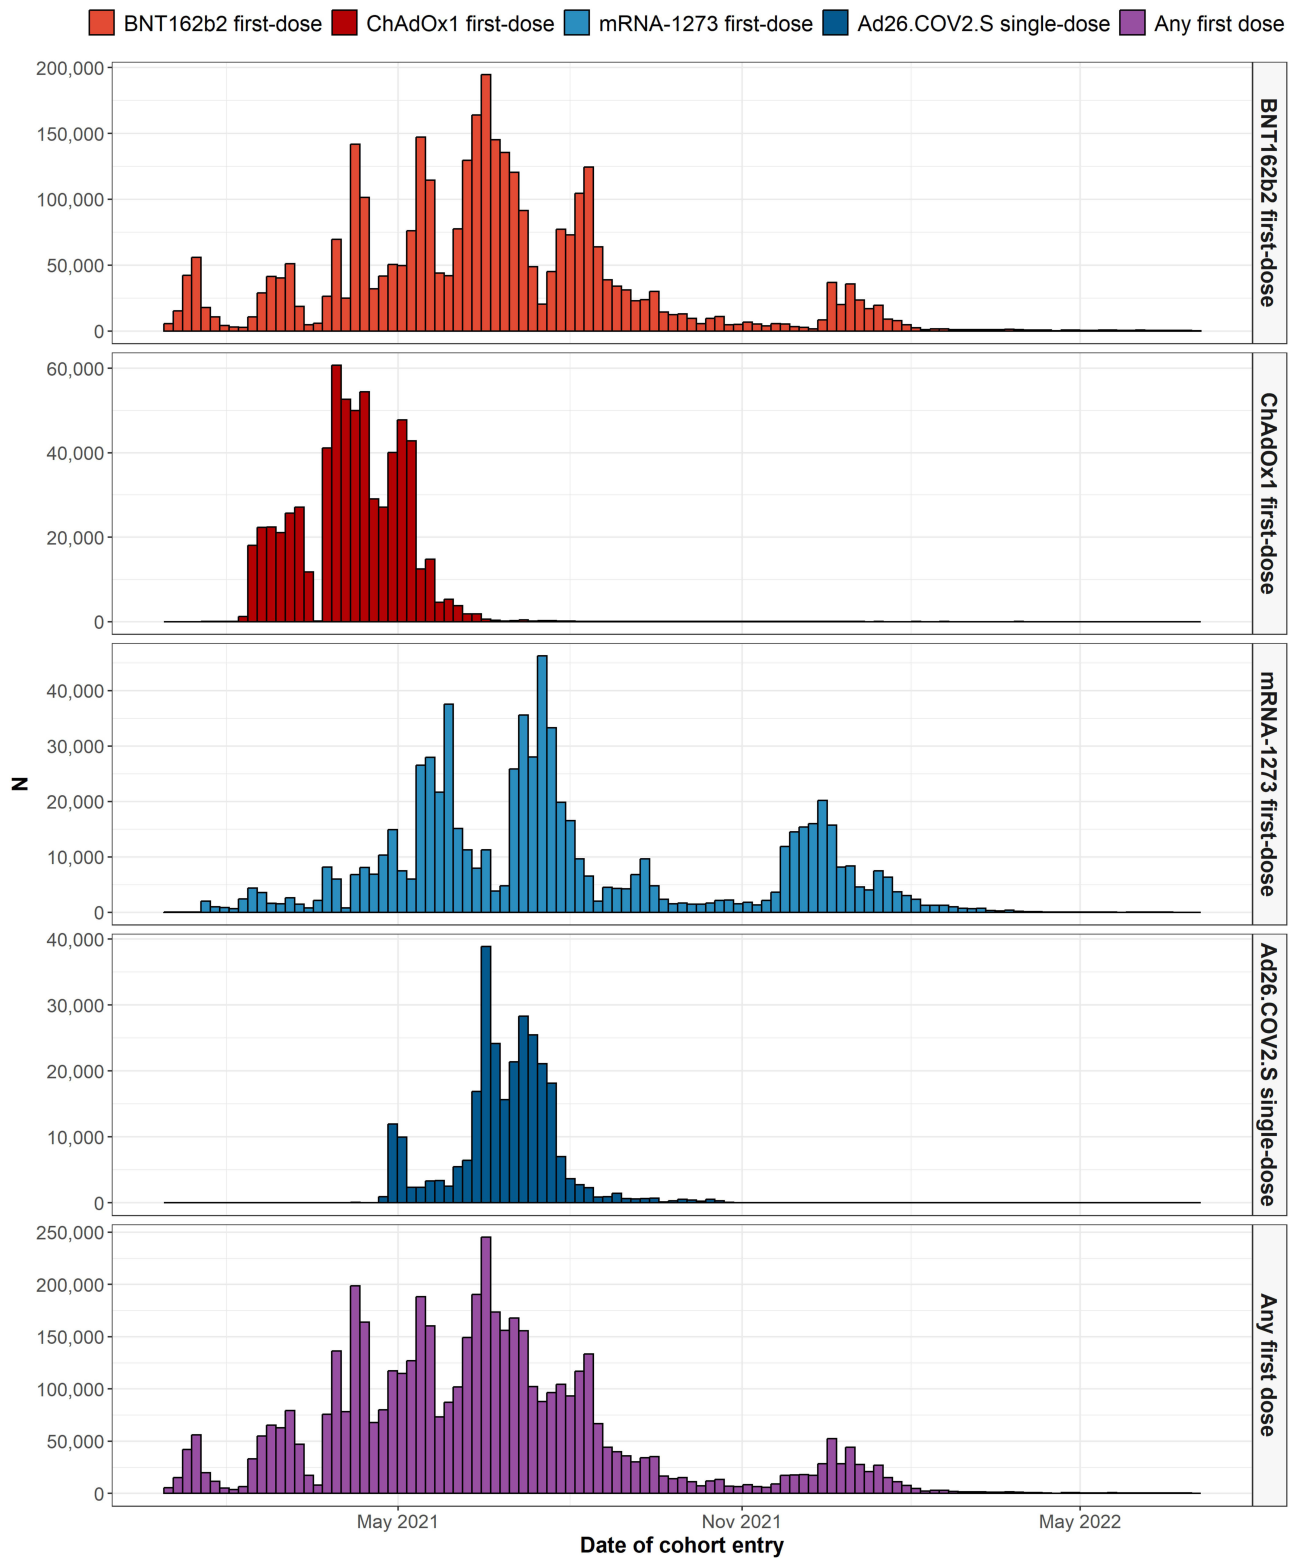 BNT162b2 first-dose ChAdOx1 first-dose mRNA-1273 first-dose Ad26.COV2.S single-dose Any first dose
200,000
150,000
100,000
50,000
0
BNT162b2 first-dose
60,000
40,000
20,000
0
ChAdOx1 first-dose
N
40,000
30,000
20,000
10,000
0
mRNA-1273 first-dose
40,000
30,000
20,000
10,000
0
Ad26.COV2.S single-dose
250,000
200,000
150,000
100,000
50,000
0
Any first dose
May 2021 Nov 2021 May 2022
Date of cohort entry